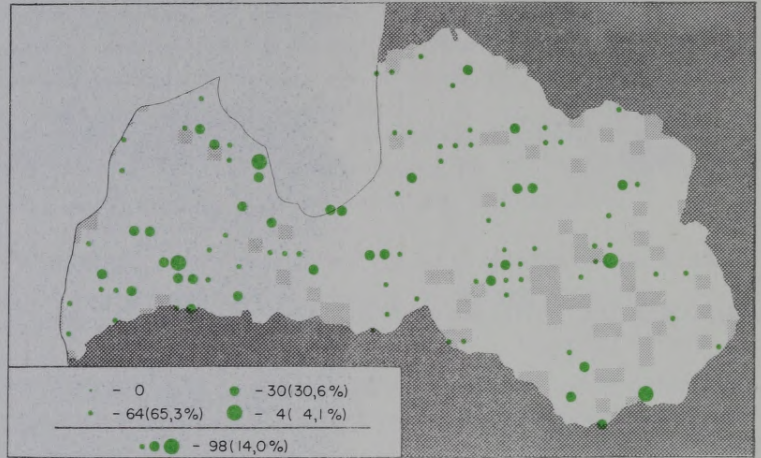 - 0
- 30(30,6%)
- 64(65,3%)
- 4( 4,1%)
- 98(14,0%)